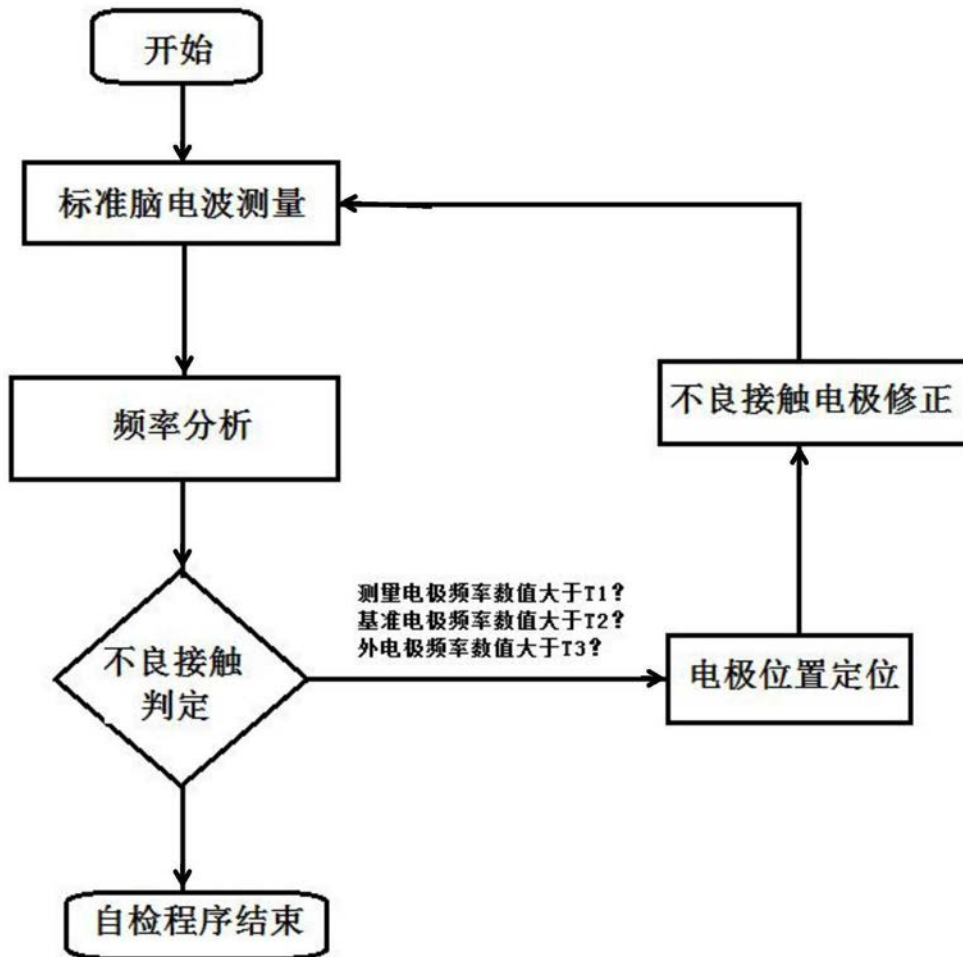 开始
标准脑电波测量
频率分析
不良接触电极修正
测量电极频率数值大于T1?
基准电极频率数值大于T2?
外电极频率数值大于T3?
不良接触
判定
电极位置定位
自检程序结束